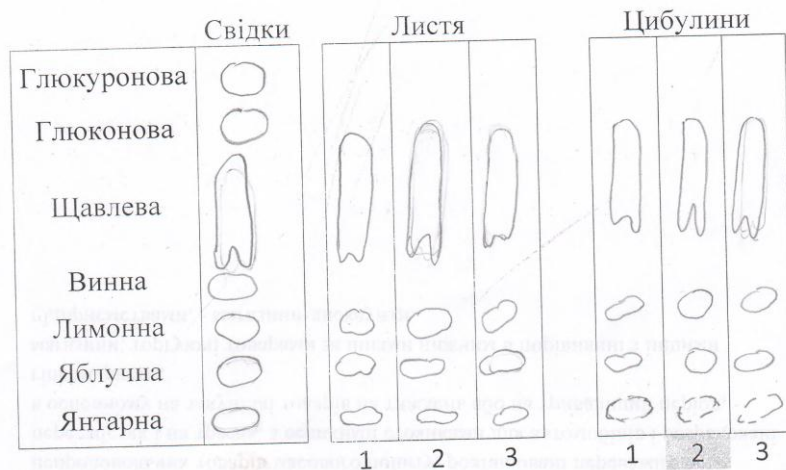 Свідки Листя Цибулини
Глюкуронова
Глюконова
Щавлева
Винна
Лимонна
Яблучна
Янтарна
1 2 3 1 2 3